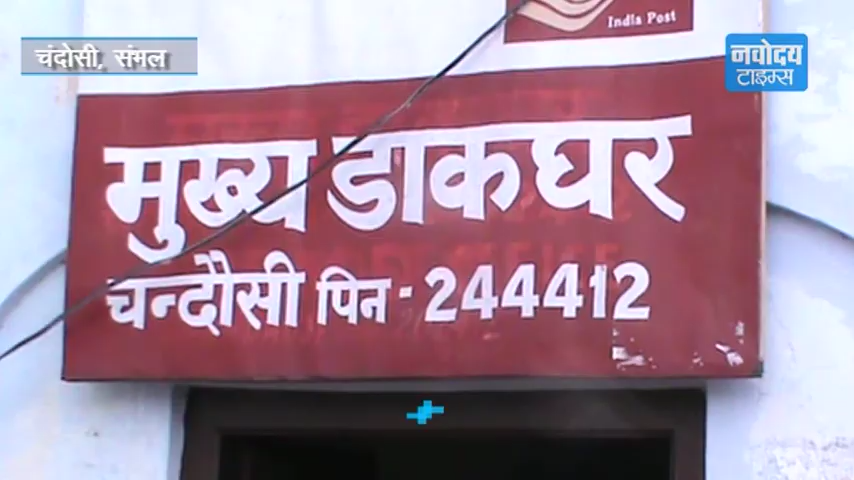 India Post
चंदोसी, संभल
नवोदय
टाइम्स
मुख्य डाकघर
चन्दौसी पिन - 244412